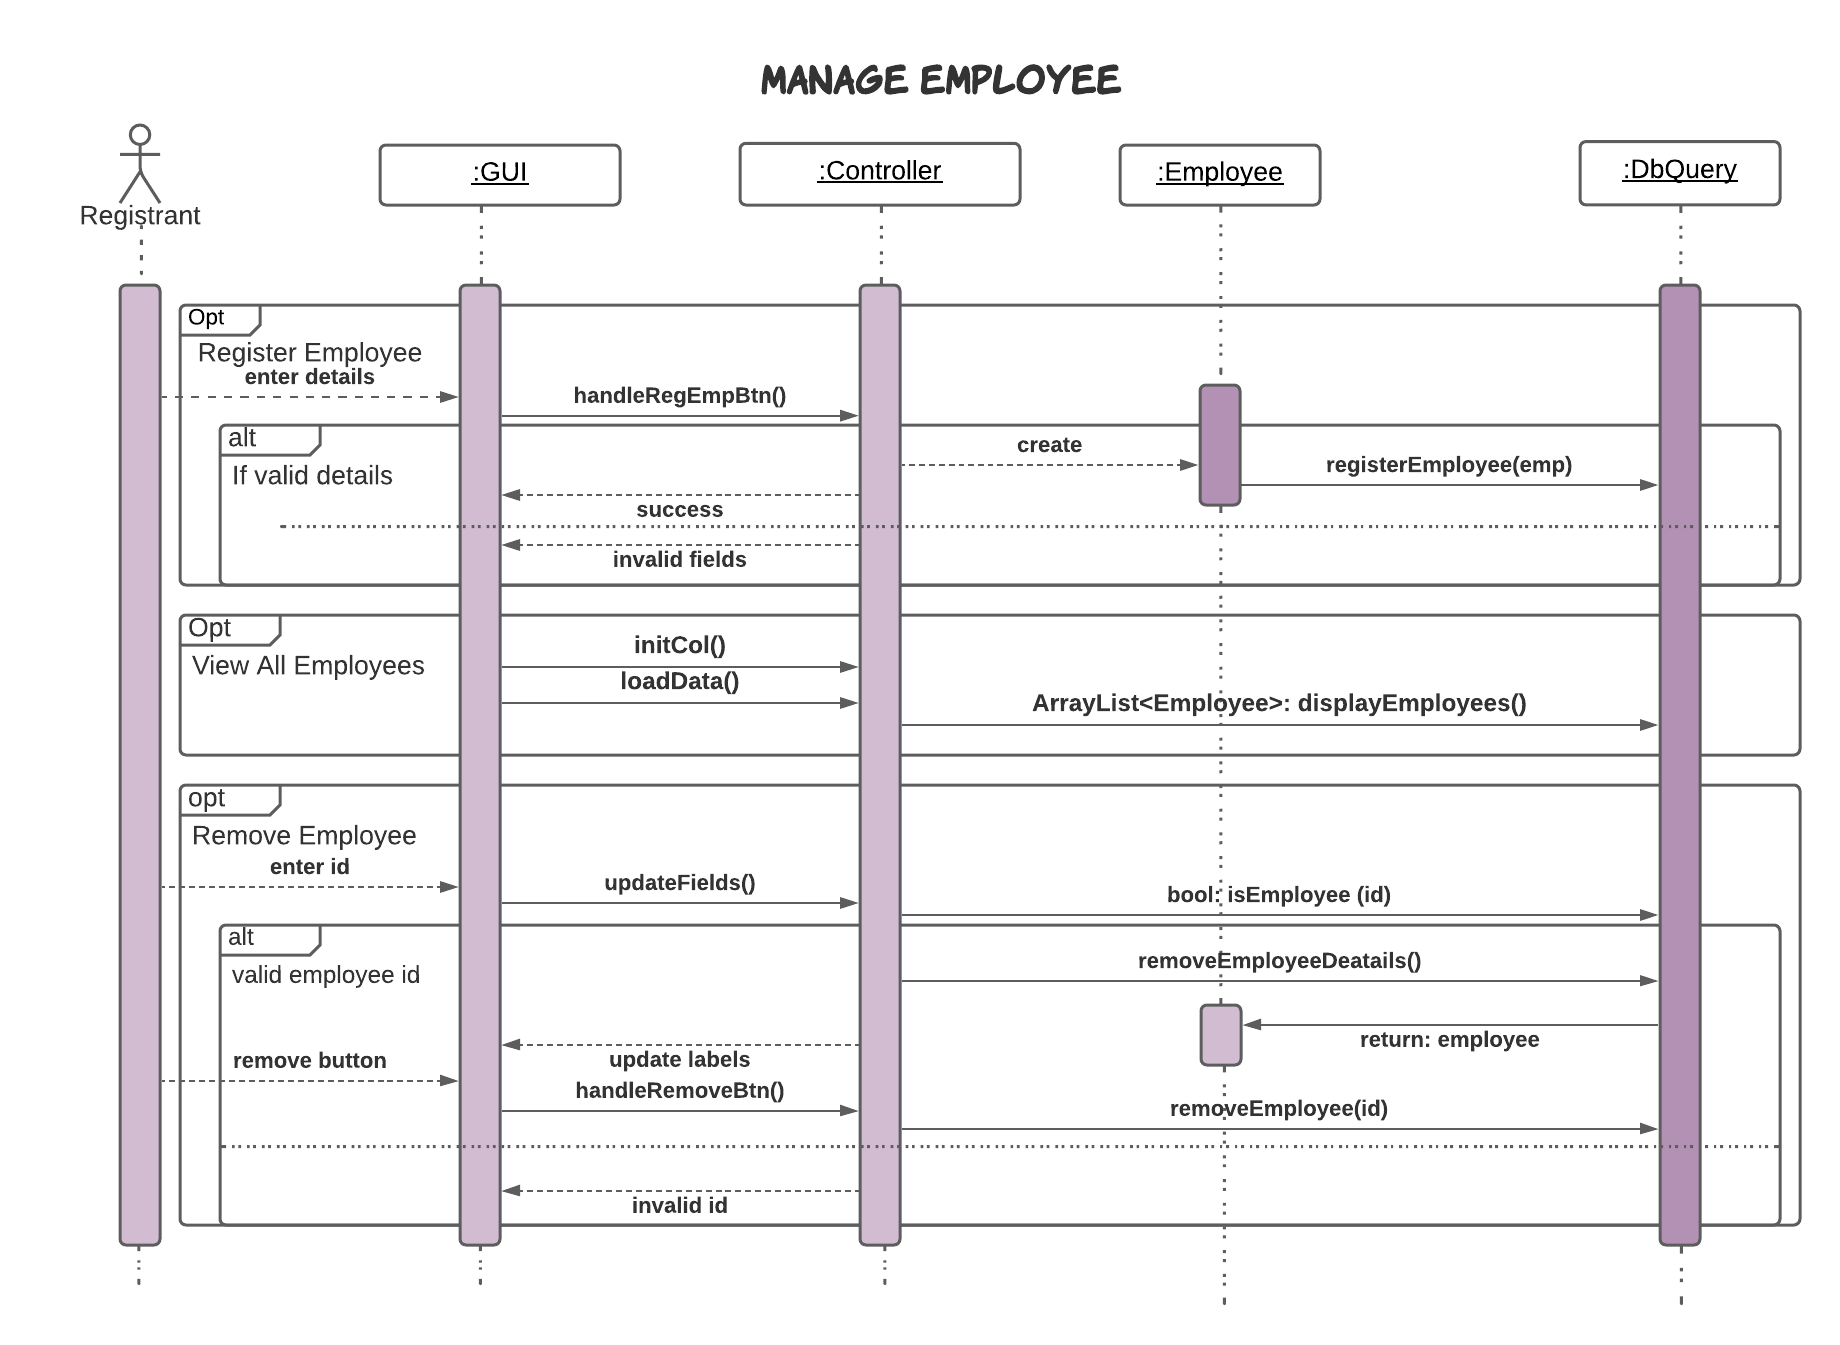 MANAGE EMPLOYEE
Registrant
:GUI
:Controller
:Employee
:DbQuery
Opt
Register Employee
enter details
handleRegEmpBtn()
alt
If valid details
create
registerEmployee(emp)
success
invalid fields
Opt
View All Employees
initCol()
loadData()
ArrayList<Employee>: displayEmployees()
opt
Remove Employee
enter id
updateFields()
bool: isEmployee (id)
alt
valid employee id
removeEmployeeDeatails()
return: employee
update labels
remove button
handleRemoveBtn()
removeEmployee(id)
invalid id